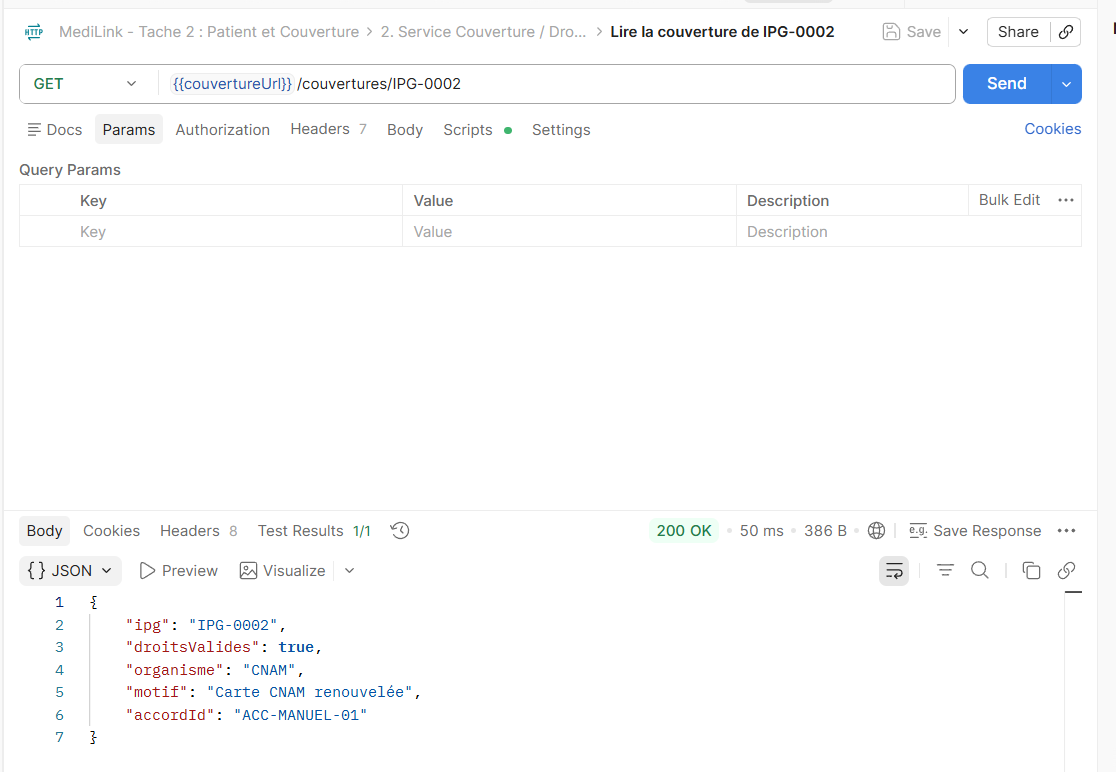 HTTP MediLink - Tache 2 : Patient et Couverture > 2. Service Couverture / Dro... > Lire la couverture de IPG-0002 Save Share
GET {{couvertureUrl}} /couvertures/IPG-0002 Send
Docs Params Authorization Headers 7 Body Scripts Settings Cookies
Query Params
Key Value Description Bulk Edit ...
Key Value Description
Body Cookies Headers 8 Test Results 1/1 200 OK 50 ms 386 B e.g. Save Response ...
{} JSON Preview Visualize
1 {
2 "ipg": "IPG-0002",
3 "droitsValides": true,
4 "organisme": "CNAM",
5 "motif": "Carte CNAM renouvelée",
6 "accordId": "ACC-MANUEL-01"
7 }